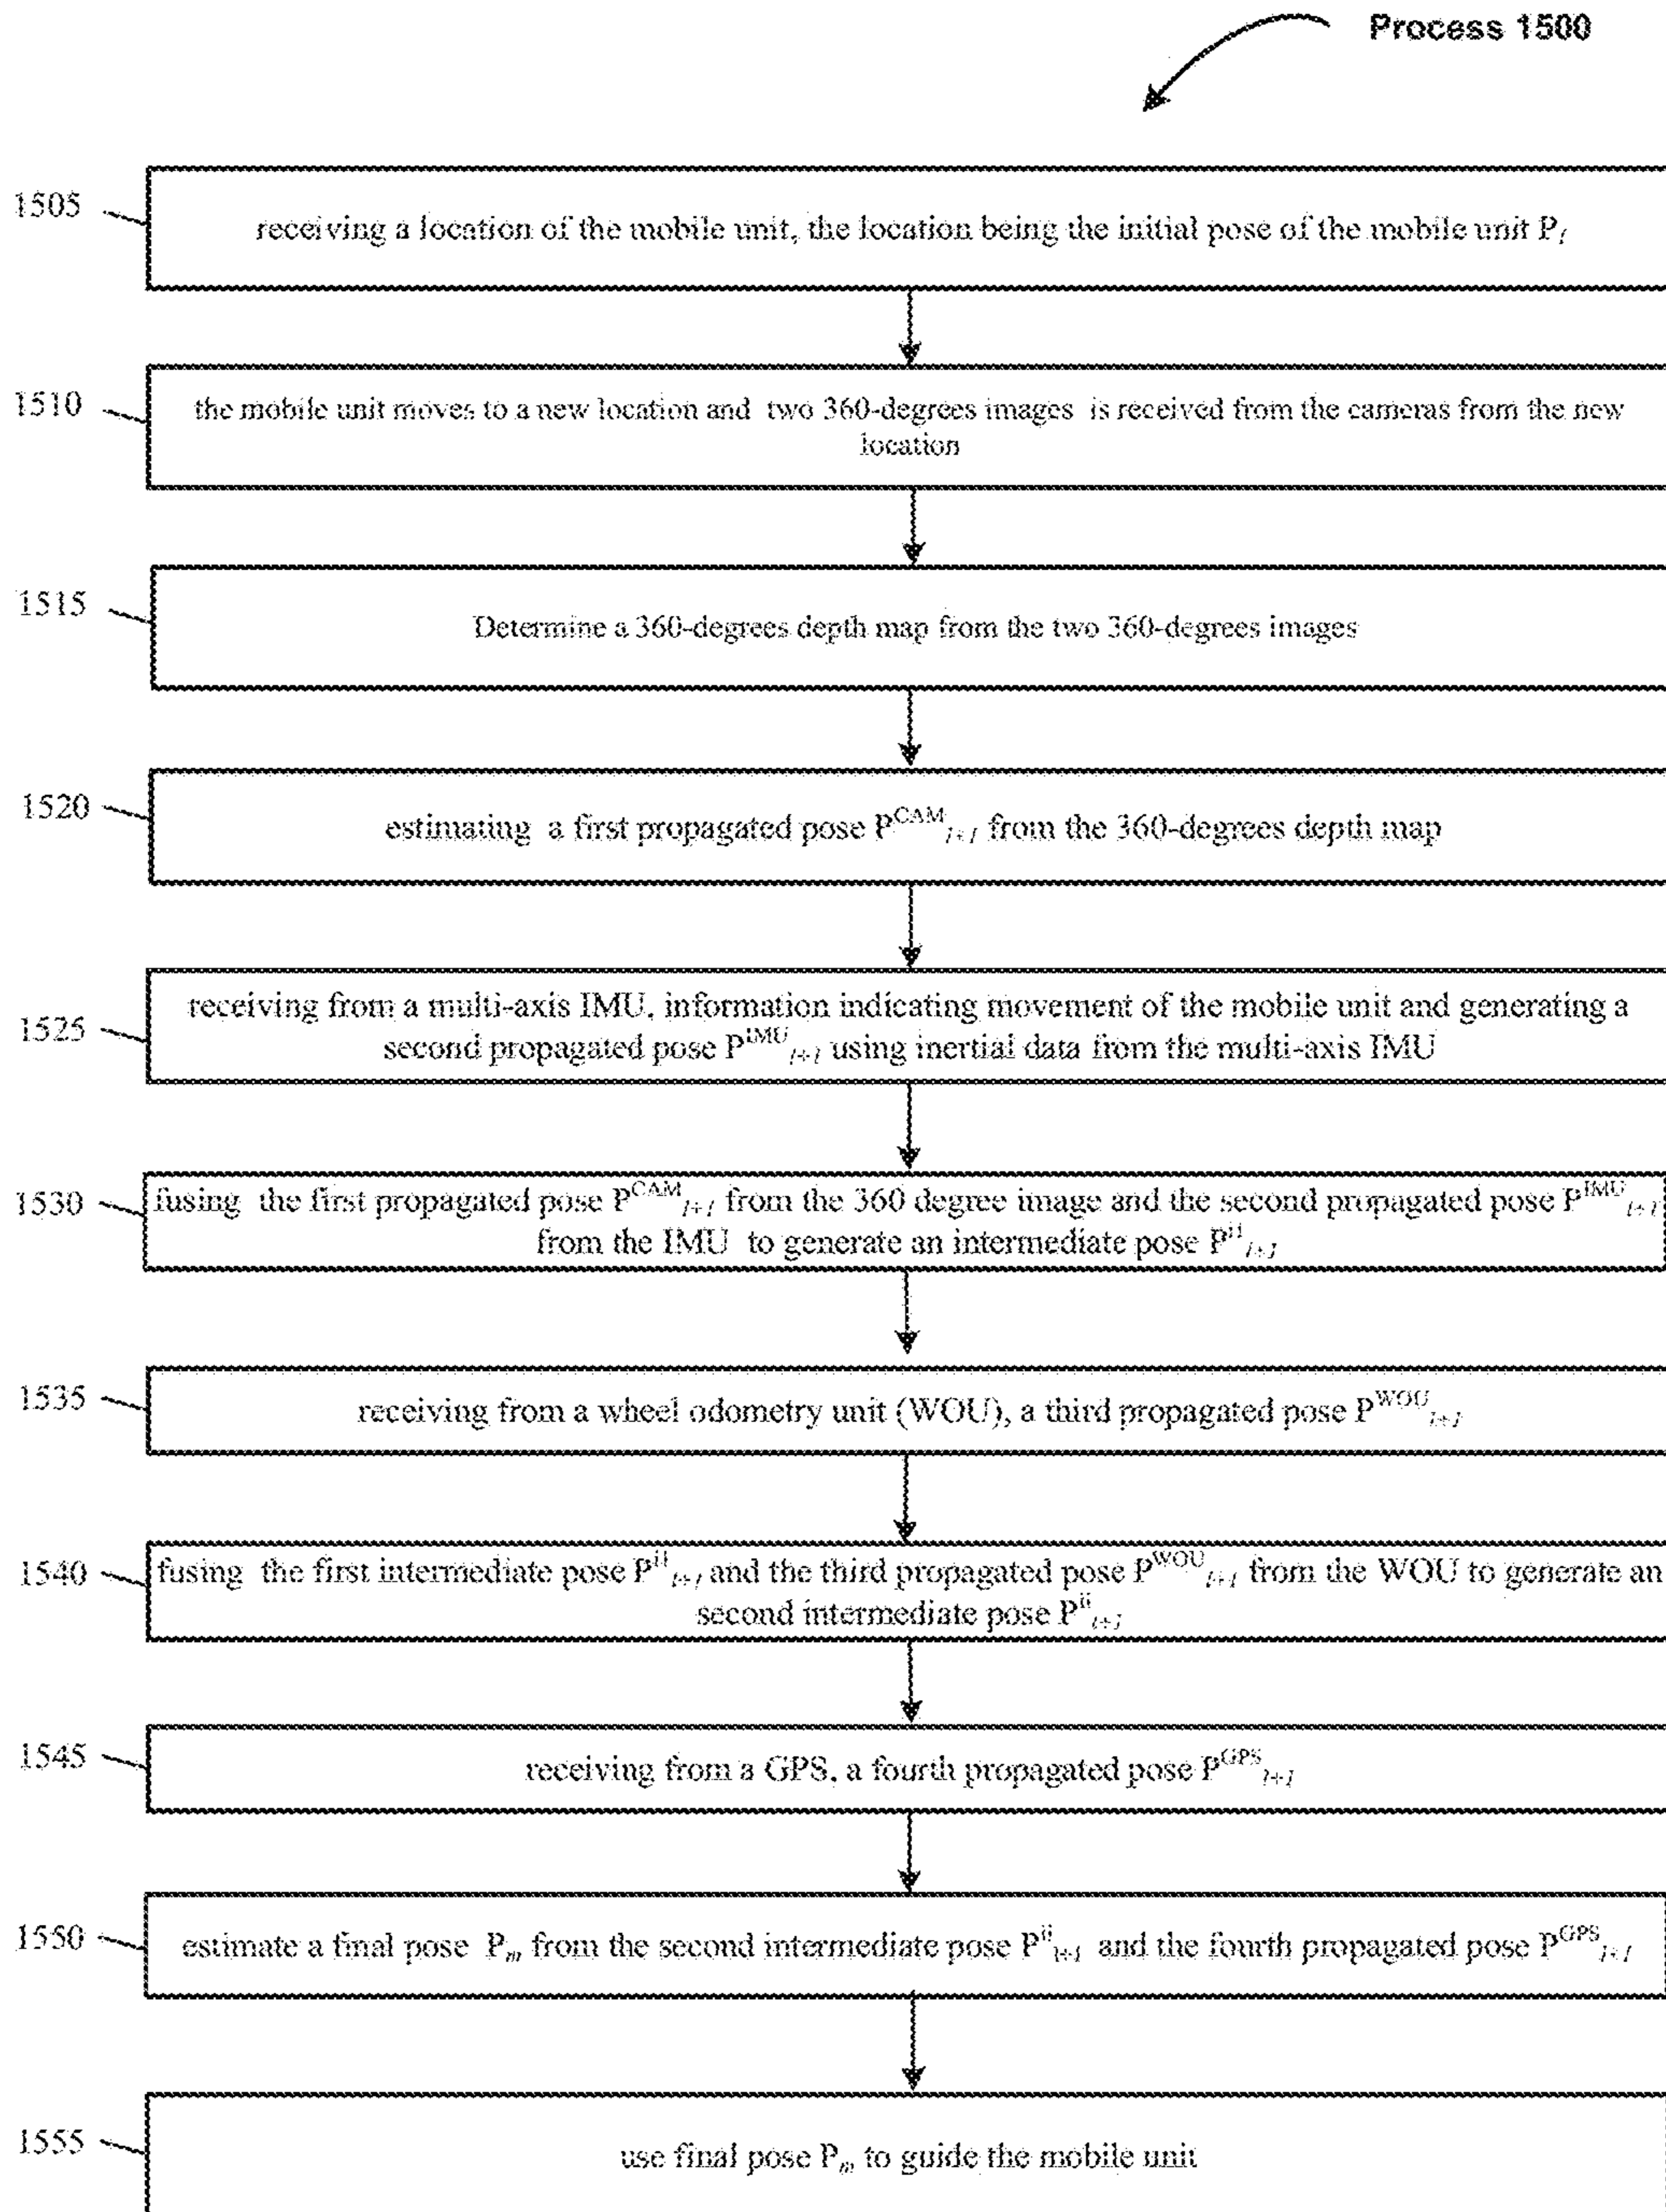 Process 1500
1505
receiving a location of the mobile unit, the location being the initial pose of the mobile unit P_l
1510
the mobile unit moves to a new location and two 360-degrees images is received from the cameras from the new
location
1515
Determine a 360-degrees depth map from the two 360-degrees images
1520
estimating a first propagated pose P^CAM_l+1 from the 360-degrees depth map
1525
receiving from a multi-axis IMU, information indicating movement of the mobile unit and generating a
second propagated pose P^IMU_l+1 using inertial data from the multi-axis IMU
1530
fusing the first propagated pose P^CAM_l+1 from the 360 degree image and the second propagated pose P^IMU_l+1
from the IMU to generate an intermediate pose P^i1_l+1
1535
receiving from a wheel odometry unit (WOU), a third propagated pose P^WOU_l+1
1540
fusing the first intermediate pose P^i1_l+1 and the third propagated pose P^WOU_l+1 from the WOU to generate an
second intermediate pose P^ii_l+1
1545
receiving from a GPS, a fourth propagated pose P^GPS_l+1
1550
estimate a final pose P_m from the second intermediate pose P^ii_l+1 and the fourth propagated pose P^GPS_l+1
1555
use final pose P_m to guide the mobile unit